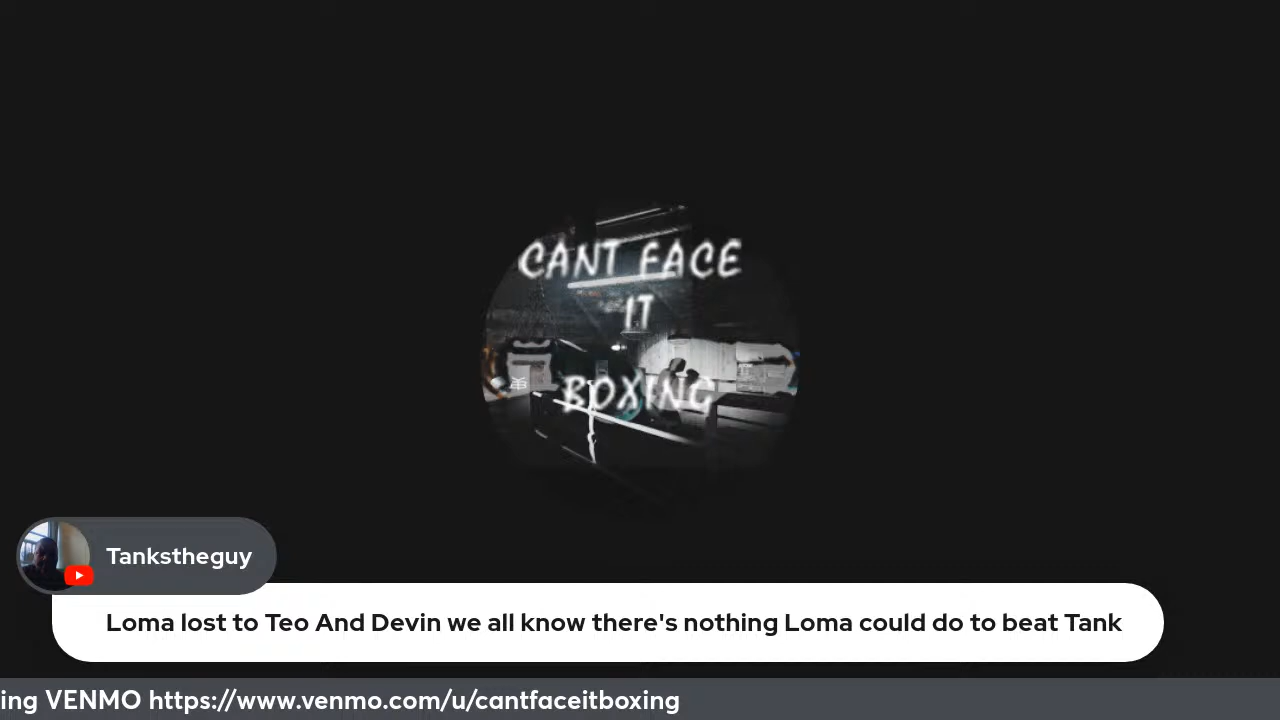 CANT FACE
IT
BOXING
Tankstheguy
Loma lost to Teo And Devin we all know there's nothing Loma could do to beat Tank
ing VENMO https://www.venmo.com/u/cantfaceitboxing